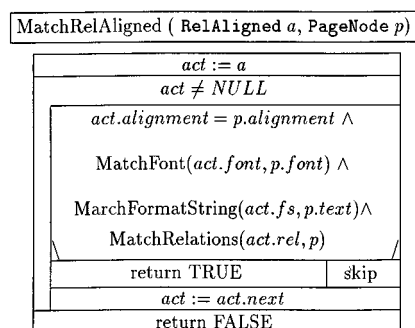 MatchRelAligned ( RelAligned a, PageNode p)
act := a
act ≠ NULL
act.alignment = p.alignment ∧
MatchFont(act.font, p.font) ∧
MarchFormatString(act.fs, p.text)∧
MatchRelations(act.rel, p)
return TRUE skip
act := act.next
return FALSE